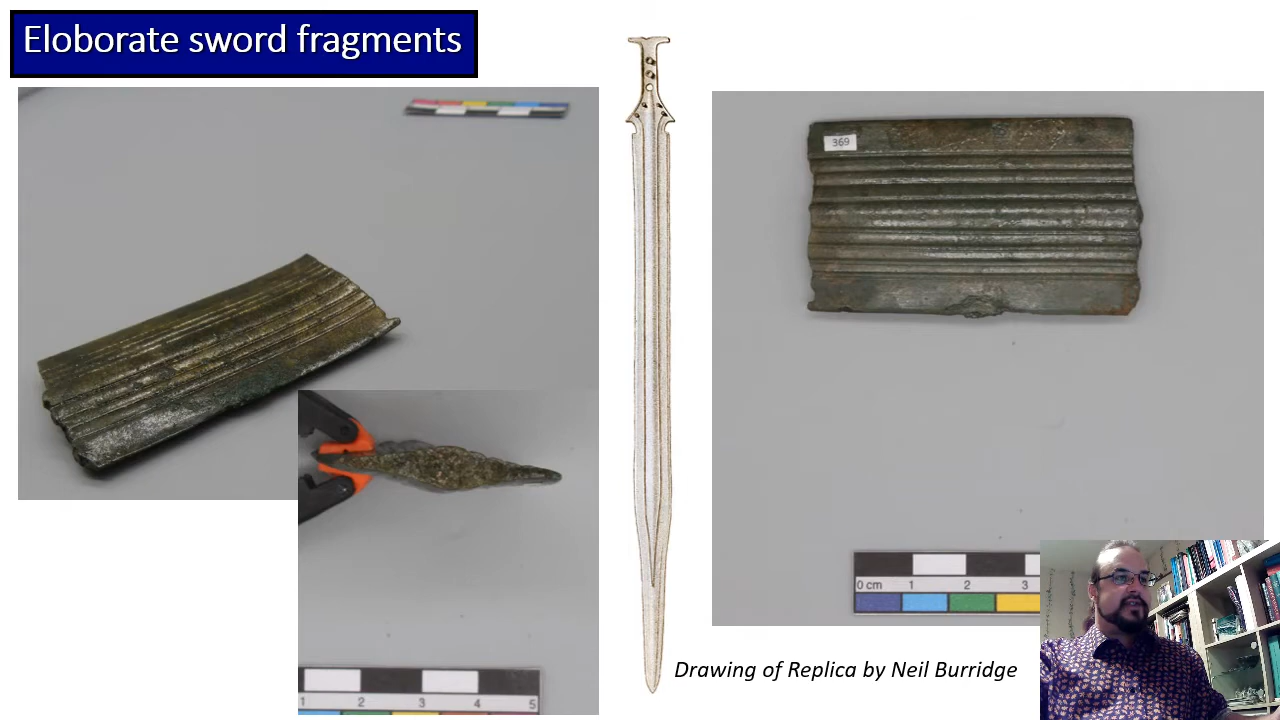 Eloborate sword fragments
369
0 cm 1 2 3
1 2 3 4 5
Drawing of Replica by Neil Burridge